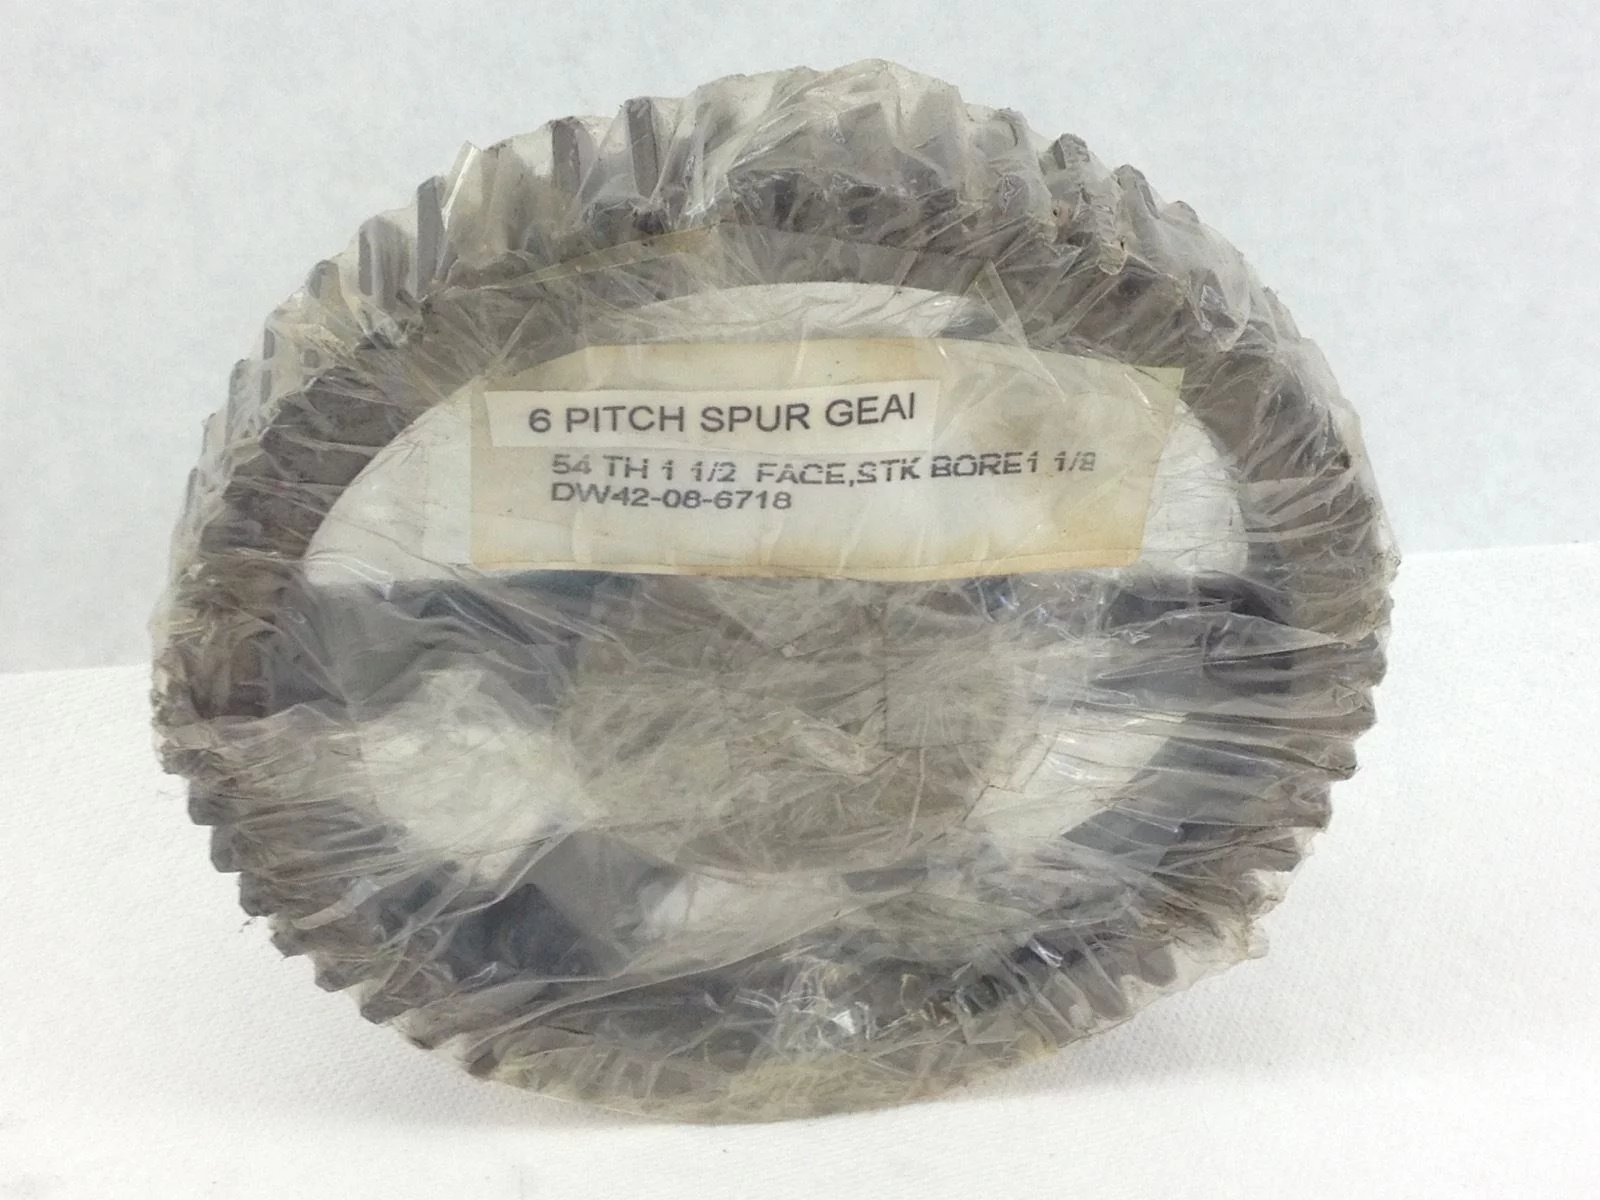 6 PITCH SPUR GEAI
54 TH 1 1/2 FACE,STK BORE1 1/8
DW42-08-6718